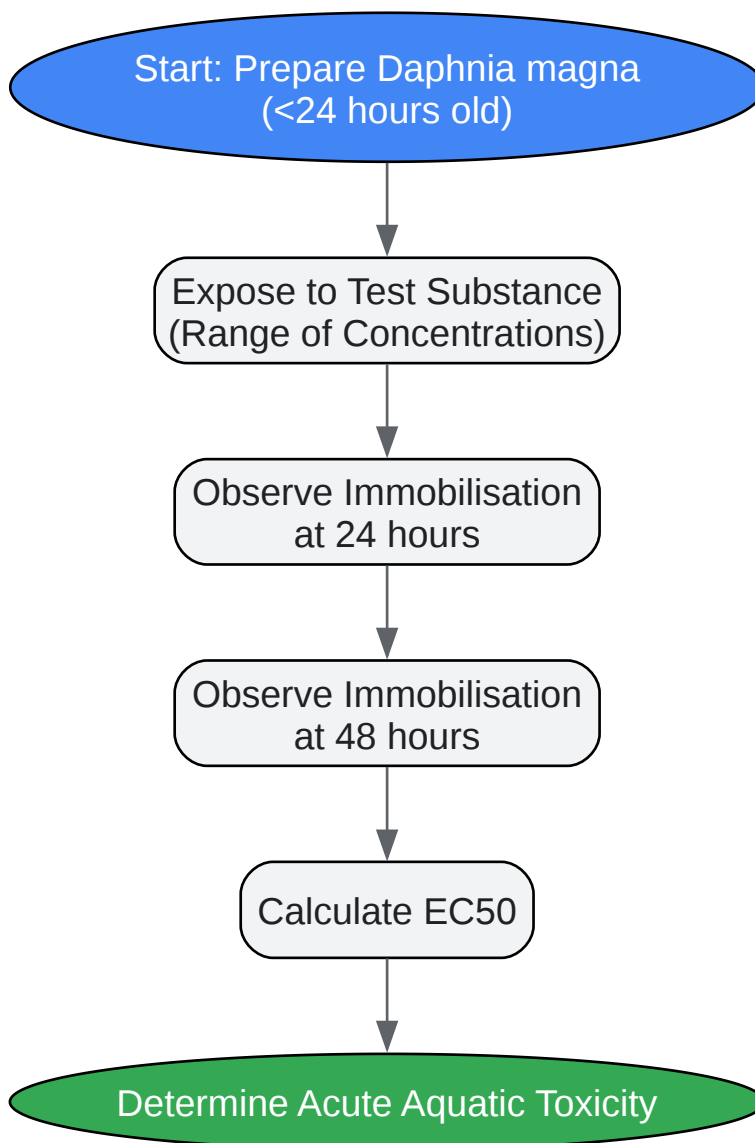 Start: Prepare Daphnia magna
(<24 hours old)
Expose to Test Substance
(Range of Concentrations)
Observe Immobilisation
at 24 hours
Observe Immobilisation
at 48 hours
Calculate EC50
Determine Acute Aquatic Toxicity